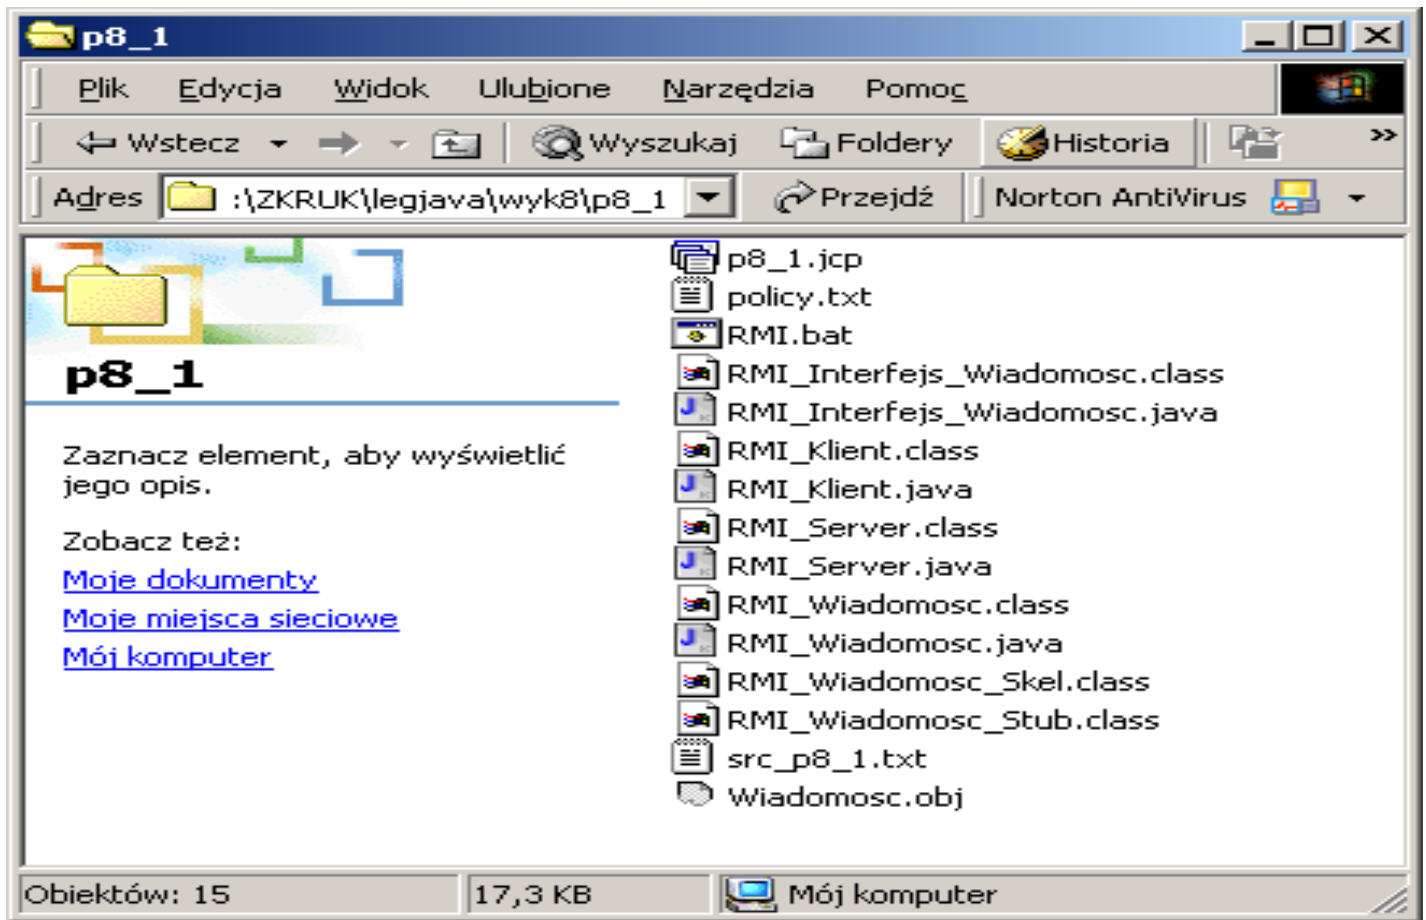 p8_1
Plik Edycja Widok Ulubione Narzędzia Pomoc
Wstecz Wyszukaj Foldery Historia »
Adres :\ZKRUK\legjava\wyk8\p8_1 Przejdź Norton AntiVirus
p8_1
Zaznacz element, aby wyświetlić
jego opis.
Zobacz też:
Moje dokumenty
Moje miejsca sieciowe
Mój komputer
p8_1.jcp
policy.txt
RMI.bat
RMI_Interfejs_Wiadomosc.class
RMI_Interfejs_Wiadomosc.java
RMI_Klient.class
RMI_Klient.java
RMI_Server.class
RMI_Server.java
RMI_Wiadomosc.class
RMI_Wiadomosc.java
RMI_Wiadomosc_Skel.class
RMI_Wiadomosc_Stub.class
src_p8_1.txt
Wiadomosc.obj
Obiektów: 15 17,3 KB Mój komputer